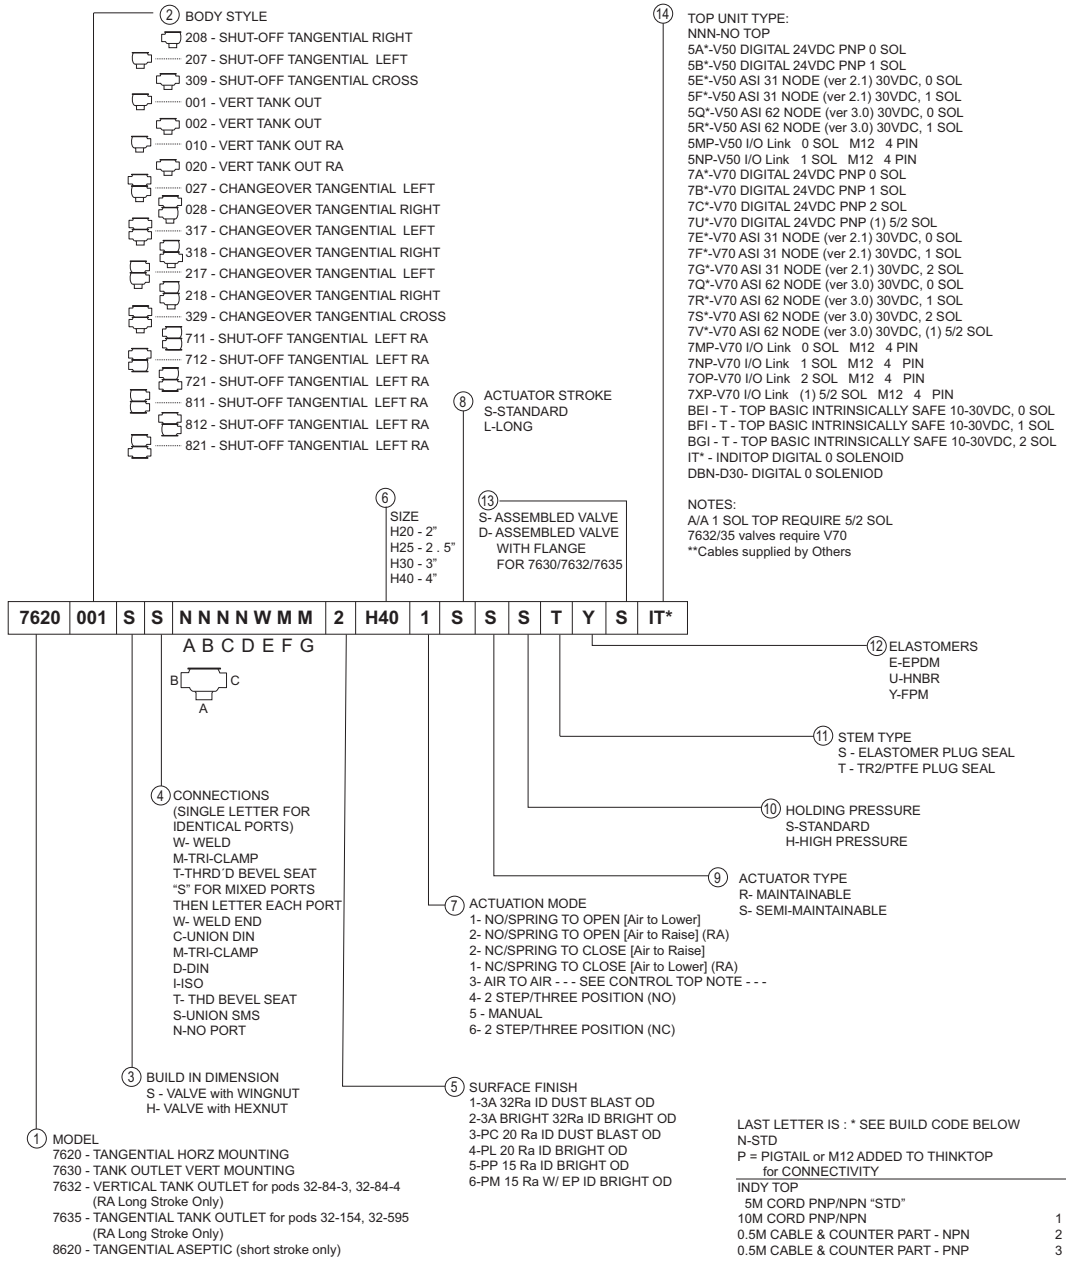 2 BODY STYLE
208 - SHUT-OFF TANGENTIAL RIGHT
207 - SHUT-OFF TANGENTIAL LEFT
309 - SHUT-OFF TANGENTIAL CROSS
001 - VERT TANK OUT
002 - VERT TANK OUT
010 - VERT TANK OUT RA
020 - VERT TANK OUT RA
027 - CHANGEOVER TANGENTIAL LEFT
028 - CHANGEOVER TANGENTIAL RIGHT
317 - CHANGEOVER TANGENTIAL LEFT
318 - CHANGEOVER TANGENTIAL RIGHT
217 - CHANGEOVER TANGENTIAL LEFT
218 - CHANGEOVER TANGENTIAL RIGHT
329 - CHANGEOVER TANGENTIAL CROSS
711 - SHUT-OFF TANGENTIAL LEFT RA
712 - SHUT-OFF TANGENTIAL LEFT RA
721 - SHUT-OFF TANGENTIAL LEFT RA
811 - SHUT-OFF TANGENTIAL LEFT RA
812 - SHUT-OFF TANGENTIAL LEFT RA
821 - SHUT-OFF TANGENTIAL LEFT RA
14 TOP UNIT TYPE:
NNN-NO TOP
5A*-V50 DIGITAL 24VDC PNP 0 SOL
5B*-V50 DIGITAL 24VDC PNP 1 SOL
5E*-V50 ASI 31 NODE (ver 2.1) 30VDC, 0 SOL
5F*-V50 ASI 31 NODE (ver 2.1) 30VDC, 1 SOL
5Q*-V50 ASI 62 NODE (ver 3.0) 30VDC, 0 SOL
5R*-V50 ASI 62 NODE (ver 3.0) 30VDC, 1 SOL
5MP-V50 I/O Link 0 SOL M12 4 PIN
5NP-V50 I/O Link 1 SOL M12 4 PIN
7A*-V70 DIGITAL 24VDC PNP 0 SOL
7B*-V70 DIGITAL 24VDC PNP 1 SOL
7C*-V70 DIGITAL 24VDC PNP 2 SOL
7U*-V70 DIGITAL 24VDC PNP (1) 5/2 SOL
7E*-V70 ASI 31 NODE (ver 2.1) 30VDC, 0 SOL
7F*-V70 ASI 31 NODE (ver 2.1) 30VDC, 1 SOL
7G*-V70 ASI 31 NODE (ver 2.1) 30VDC, 2 SOL
7Q*-V70 ASI 62 NODE (ver 3.0) 30VDC, 0 SOL
7R*-V70 ASI 62 NODE (ver 3.0) 30VDC, 1 SOL
7S*-V70 ASI 62 NODE (ver 3.0) 30VDC, 2 SOL
7V*-V70 ASI 62 NODE (ver 3.0) 30VDC, (1) 5/2 SOL
7MP-V70 I/O Link 0 SOL M12 4 PIN
7NP-V70 I/O Link 1 SOL M12 4 PIN
7OP-V70 I/O Link 2 SOL M12 4 PIN
7XP-V70 I/O Link (1) 5/2 SOL M12 4 PIN
BEI - T - TOP BASIC INTRINSICALLY SAFE 10-30VDC, 0 SOL
BFI - T - TOP BASIC INTRINSICALLY SAFE 10-30VDC, 1 SOL
BGI - T - TOP BASIC INTRINSICALLY SAFE 10-30VDC, 2 SOL
IT* - INDITOP DIGITAL 0 SOLENOID
DBN-D30- DIGITAL 0 SOLENIOD
NOTES:
A/A 1 SOL TOP REQUIRE 5/2 SOL
7632/35 valves require V70
**Cables supplied by Others
8 ACTUATOR STROKE
S-STANDARD
L-LONG
6
SIZE
H20 - 2"
H25 - 2 . 5"
H30 - 3"
H40 - 4"
13
S- ASSEMBLED VALVE
D- ASSEMBLED VALVE
WITH FLANGE
FOR 7630/7632/7635
7620 001 S S N N N N W M M 2 H40 1 S S S T Y S IT*
A B C D E F G
B C
A
12 ELASTOMERS
E-EPDM
U-HNBR
Y-FPM
11 STEM TYPE
S - ELASTOMER PLUG SEAL
T - TR2/PTFE PLUG SEAL
10 HOLDING PRESSURE
S-STANDARD
H-HIGH PRESSURE
9 ACTUATOR TYPE
R- MAINTAINABLE
S- SEMI-MAINTAINABLE
4 CONNECTIONS
(SINGLE LETTER FOR
IDENTICAL PORTS)
W- WELD
M-TRI-CLAMP
T-THRD´D BEVEL SEAT
“S” FOR MIXED PORTS
THEN LETTER EACH PORT
W- WELD END
C-UNION DIN
M-TRI-CLAMP
D-DIN
I-ISO
T- THD BEVEL SEAT
S-UNION SMS
N-NO PORT
7 ACTUATION MODE
1- NO/SPRING TO OPEN [Air to Lower]
2- NO/SPRING TO OPEN [Air to Raise] (RA)
2- NC/SPRING TO CLOSE [Air to Raise]
1- NC/SPRING TO CLOSE [Air to Lower] (RA)
3- AIR TO AIR - - - SEE CONTROL TOP NOTE - - -
4- 2 STEP/THREE POSITION (NO)
5 - MANUAL
6- 2 STEP/THREE POSITION (NC)
3 BUILD IN DIMENSION
S - VALVE with WINGNUT
H- VALVE with HEXNUT
5 SURFACE FINISH
1-3A 32Ra ID DUST BLAST OD
2-3A BRIGHT 32Ra ID BRIGHT OD
3-PC 20 Ra ID DUST BLAST OD
4-PL 20 Ra ID BRIGHT OD
5-PP 15 Ra ID BRIGHT OD
6-PM 15 Ra W/ EP ID BRIGHT OD
1 MODEL
7620 - TANGENTIAL HORZ MOUNTING
7630 - TANK OUTLET VERT MOUNTING
7632 - VERTICAL TANK OUTLET for pods 32-84-3, 32-84-4
(RA Long Stroke Only)
7635 - TANGENTIAL TANK OUTLET for pods 32-154, 32-595
(RA Long Stroke Only)
8620 - TANGENTIAL ASEPTIC (short stroke only)
LAST LETTER IS : * SEE BUILD CODE BELOW
N-STD
P = PIGTAIL or M12 ADDED TO THINKTOP
for CONNECTIVITY
INDY TOP
5M CORD PNP/NPN “STD”
10M CORD PNP/NPN 1
0.5M CABLE & COUNTER PART - NPN 2
0.5M CABLE & COUNTER PART - PNP 3